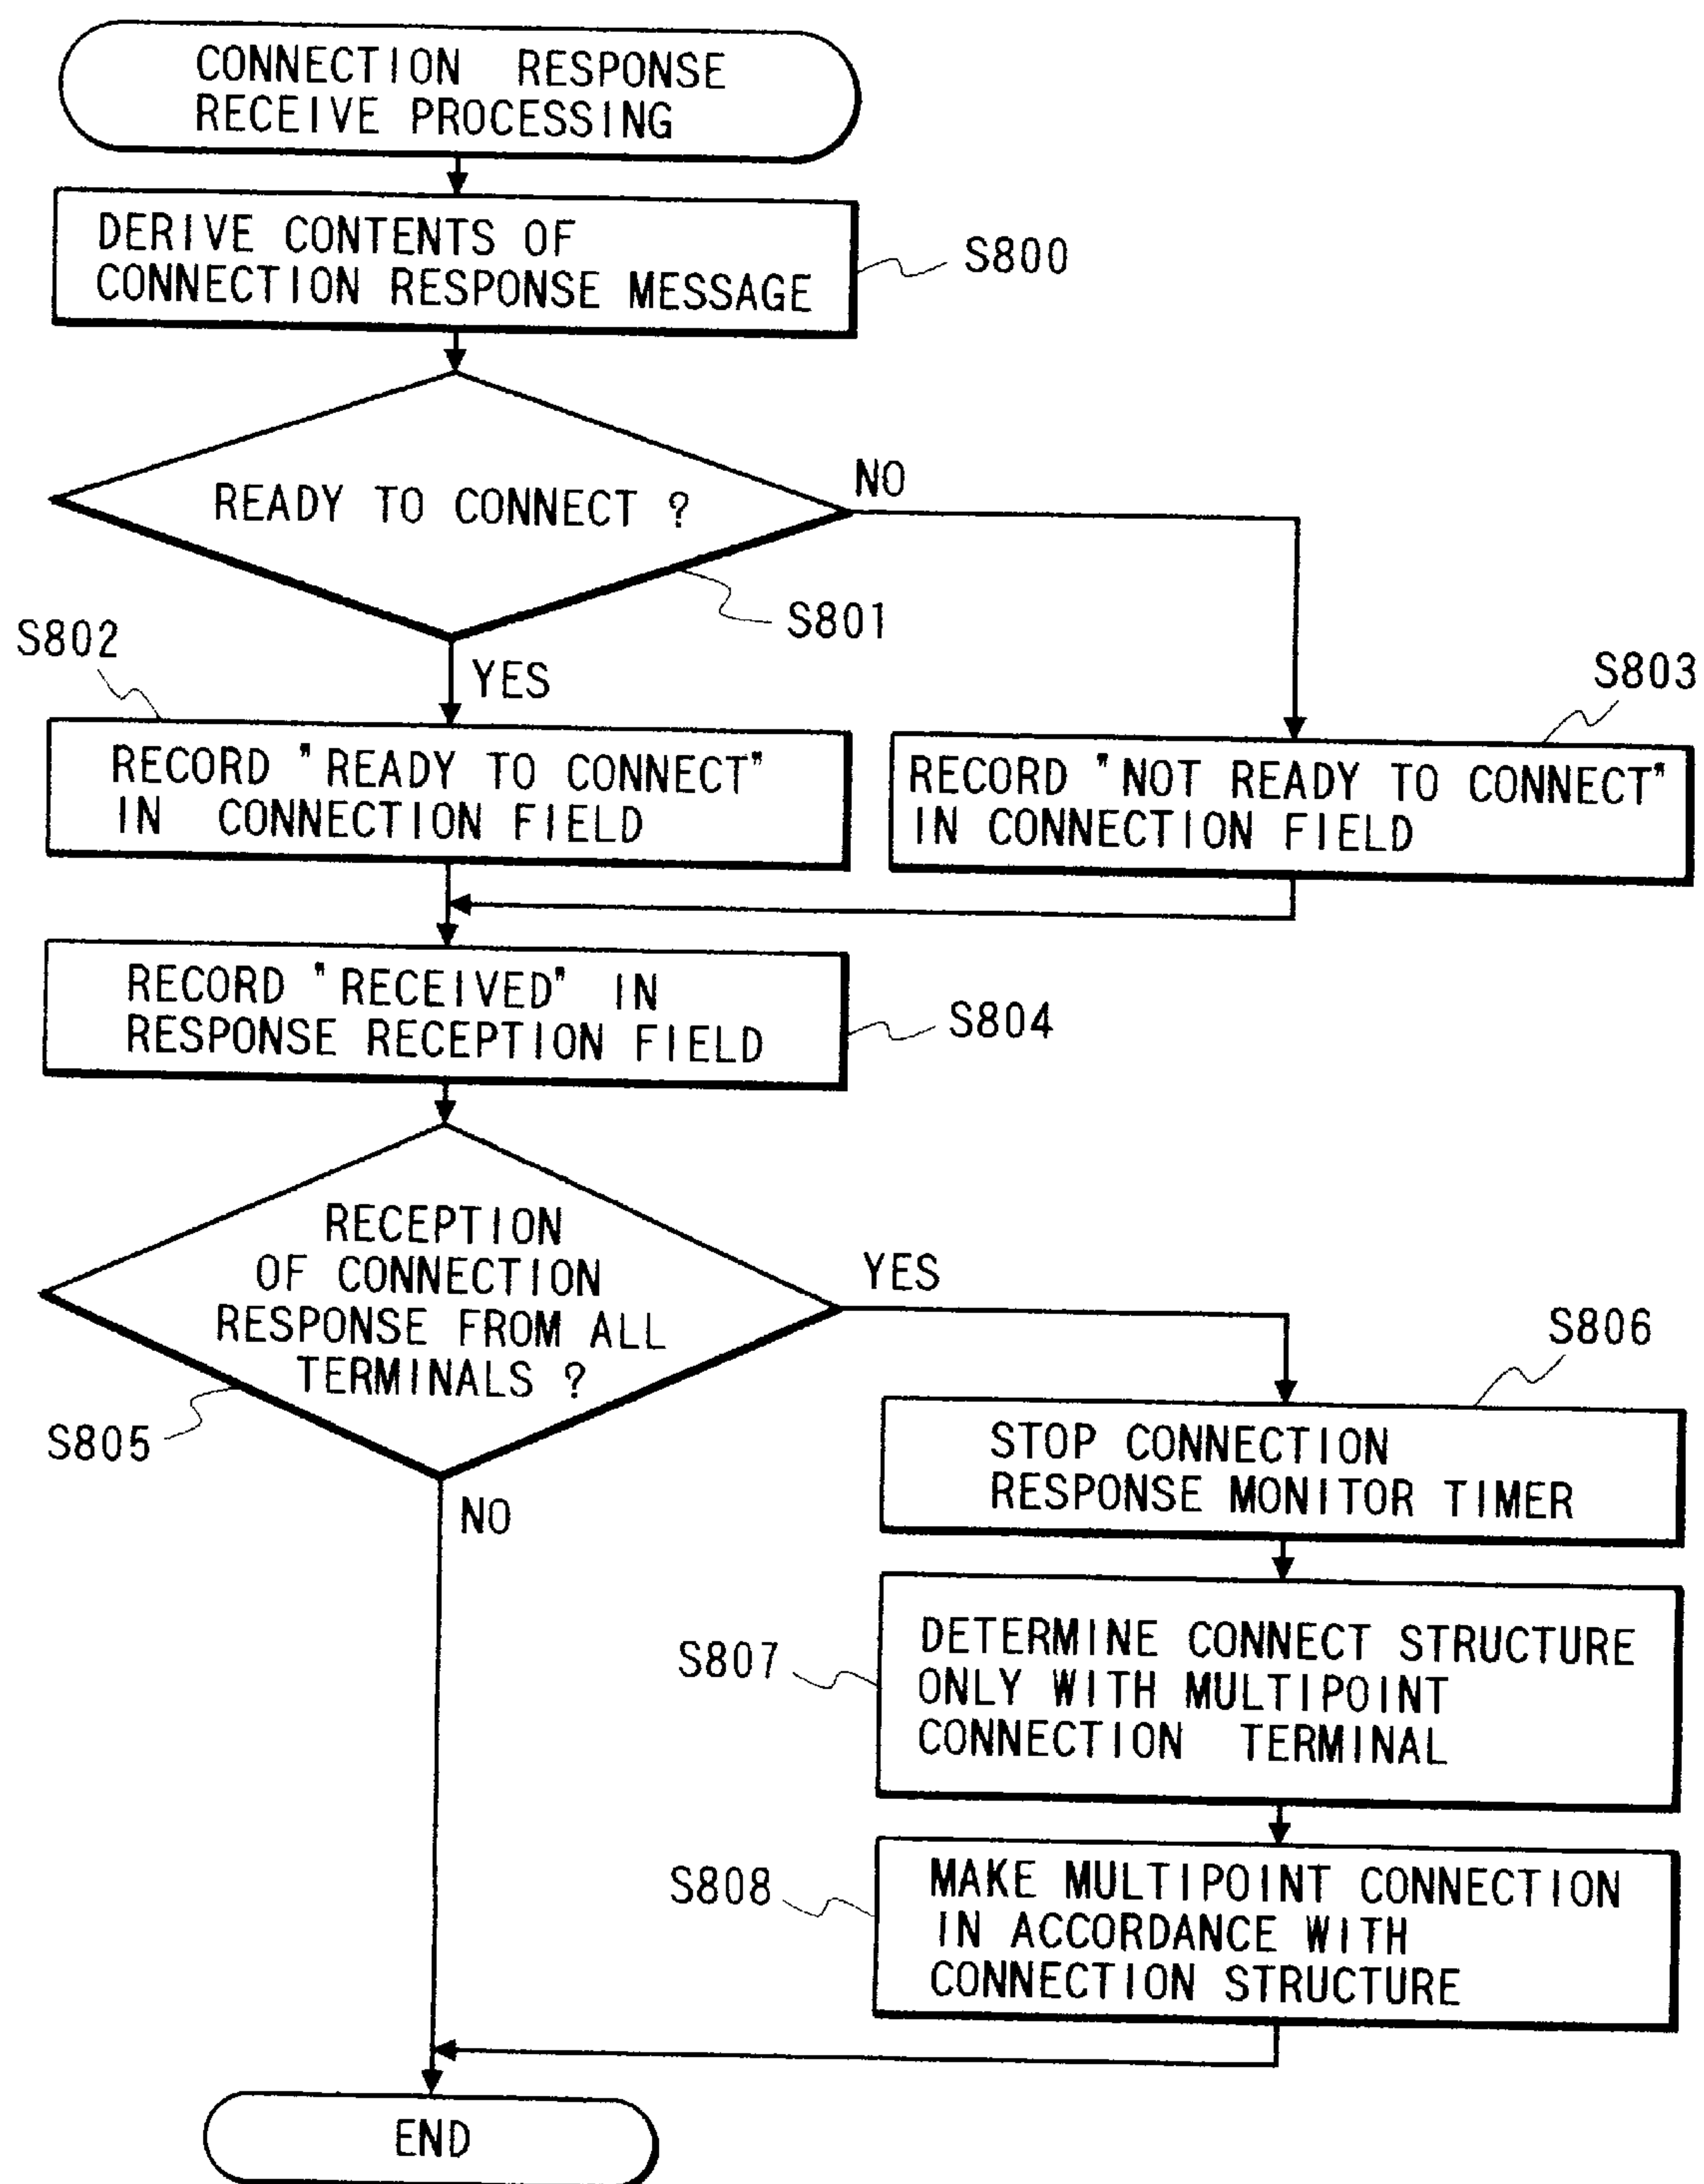 CONNECTION RESPONSE
RECEIVE PROCESSING
DERIVE CONTENTS OF
CONNECTION RESPONSE MESSAGE
S800
READY TO CONNECT ?
NO
S801
S802
YES
S803
RECORD "READY TO CONNECT"
IN CONNECTION FIELD
RECORD "NOT READY TO CONNECT"
IN CONNECTION FIELD
RECORD "RECEIVED" IN
RESPONSE RECEPTION FIELD
S804
RECEPTION
OF CONNECTION
RESPONSE FROM ALL
TERMINALS ?
YES
S805
NO
S806
STOP CONNECTION
RESPONSE MONITOR TIMER
S807
DETERMINE CONNECT STRUCTURE
ONLY WITH MULTIPOINT
CONNECTION TERMINAL
S808
MAKE MULTIPOINT CONNECTION
IN ACCORDANCE WITH
CONNECTION STRUCTURE
END